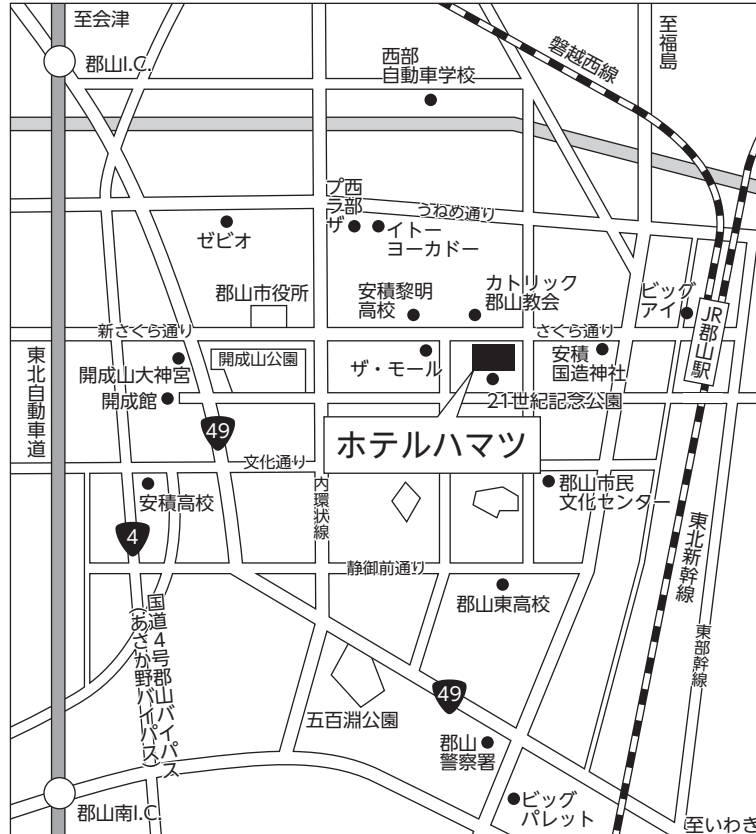 至会津
郡山I.C.
西部
自動車学校
磐越西線
至福島
西部
プラザ
イトー
ヨーカドー
うねめ通り
ゼビオ
郡山市役所
安積黎明
高校
カトリック
郡山教会
ビッグ
アイ
JR郡山駅
新さくら通り
さくら通り
東北自動車道
開成山大神宮
開成山公園
開成館
ザ・モール
安積
国造神社
21世紀記念公園
49
ホテルハマツ
文化通り
内環状線
安積高校
郡山市民
文化センター
4
東北新幹線
静御前通り
郡山東高校
国道4号郡山バイパス
(あさか野バイパス)
東部幹線
49
五百淵公園
郡山
警察署
郡山南I.C.
ビッグ
パレット
至いわき